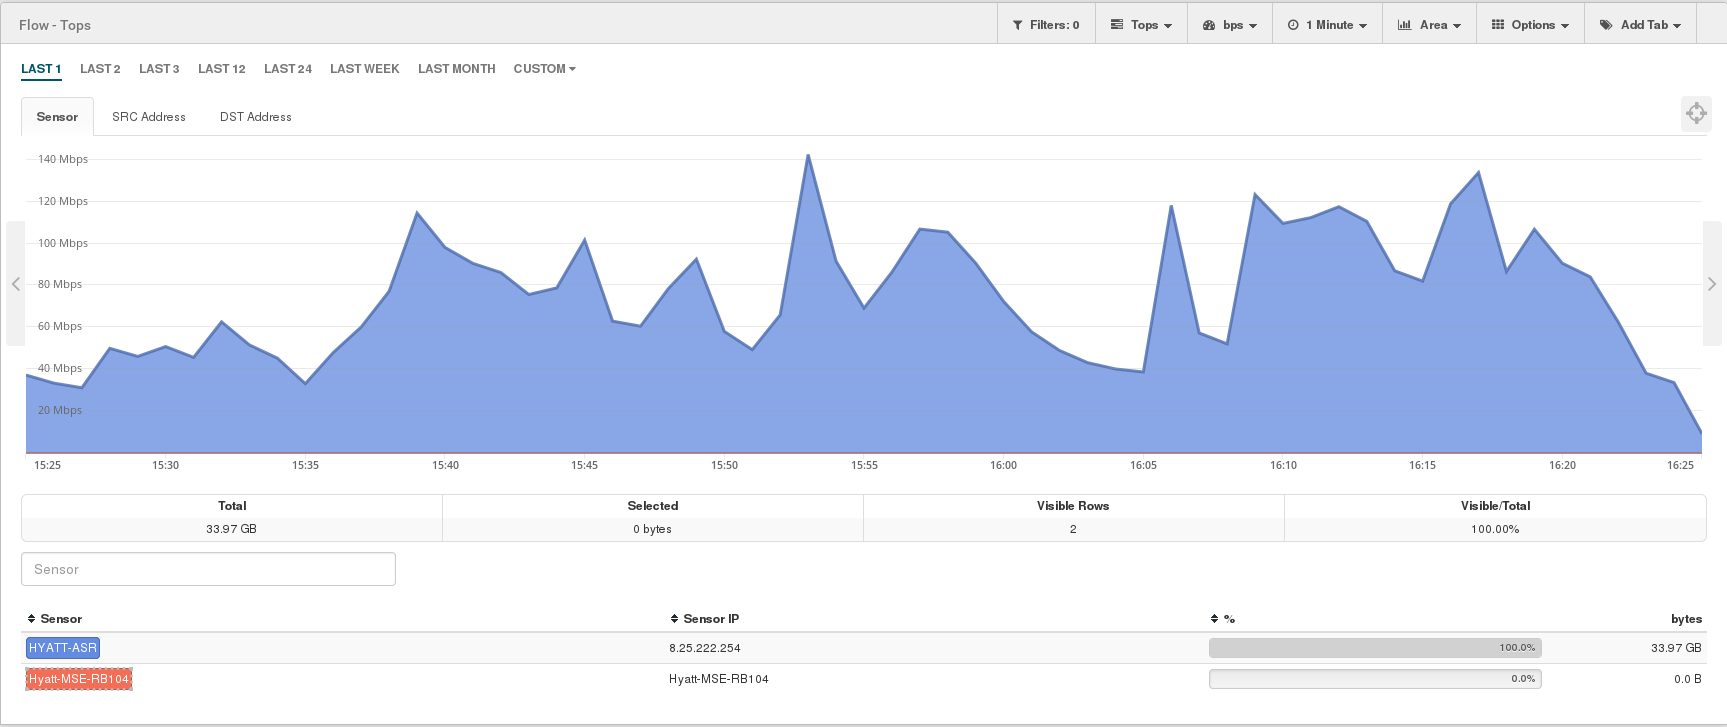 Flow - Tops
Filters: 0 Tops bps 1 Minute Area Options Add Tab
LAST 1 LAST 2 LAST 3 LAST 12 LAST 24 LAST WEEK LAST MONTH CUSTOM
Sensor SRC Address DST Address
140 Mbps
120 Mbps
100 Mbps
80 Mbps
60 Mbps
40 Mbps
20 Mbps
15:25 15:30 15:35 15:40 15:45 15:50 15:55 16:00 16:05 16:10 16:15 16:20 16:25
Total Selected Visible Rows Visible/Total
33.97 GB 0 bytes 2 100.00%
Sensor
Sensor Sensor IP % bytes
HYATT-ASR 8.25.222.254 100.0% 33.97 GB
Hyatt-MSE-RB104 Hyatt-MSE-RB104 0.0% 0.0 B